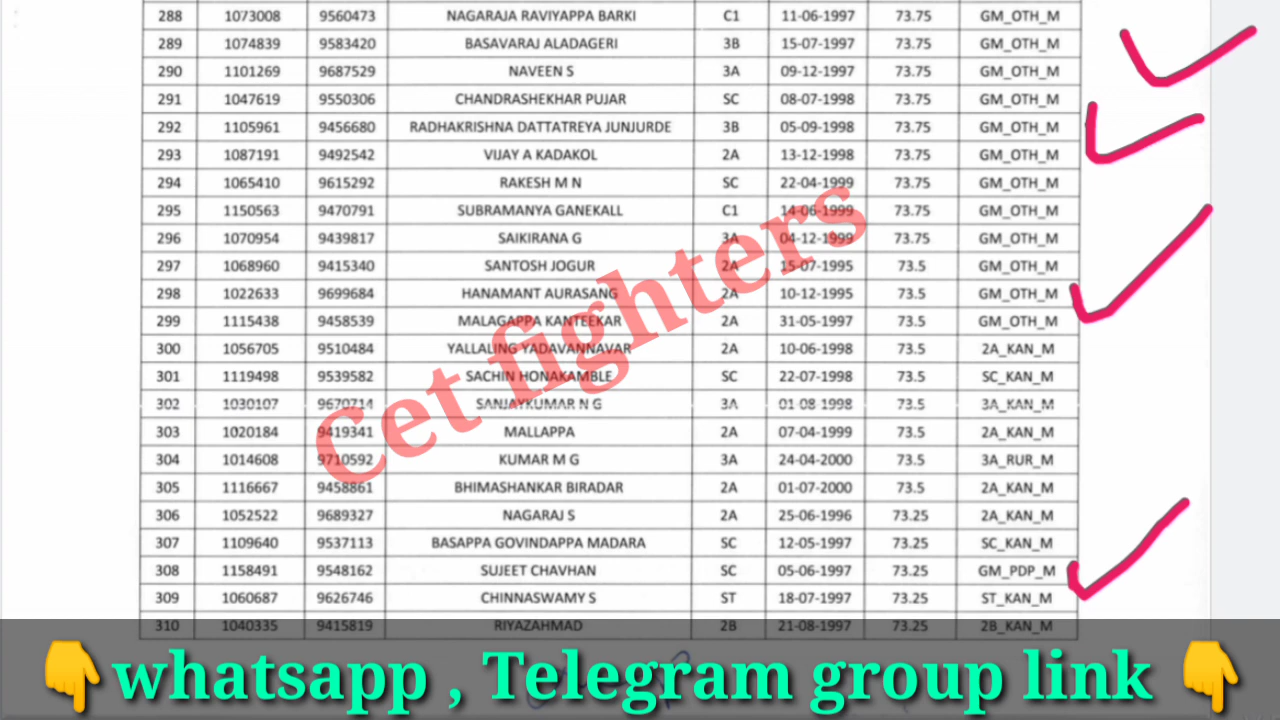 288 1073008 9560473 NAGARAJA RAVIYAPPA BARKI C1 11-06-1997 73.75 GM_OTH_M
289 1074839 9583420 BASAVARAJ ALADAGERI 3B 15-07-1997 73.75 GM_OTH_M
290 1101269 9687529 NAVEEN S 3A 09-12-1997 73.75 GM_OTH_M
291 1047619 9550306 CHANDRASHEKHAR PUJAR SC 08-07-1998 73.75 GM_OTH_M
292 1105961 9456680 RADHAKRISHNA DATTATREYA JUNJURDE 3B 05-09-1998 73.75 GM_OTH_M
293 1087191 9492542 VIJAY A KADAKOL 2A 13-12-1998 73.75 GM_OTH_M
294 1065410 9615292 RAKESH M N SC 22-04-1999 73.75 GM_OTH_M
295 1150563 9470791 SUBRAMANYA GANEKALL C1 14-06-1999 73.75 GM_OTH_M
296 1070954 9439817 SAIKIRANA G 3A 04-12-1999 73.75 GM_OTH_M
297 1068960 9415340 SANTOSH JOGUR 2A 15-07-1995 73.5 GM_OTH_M
298 1022633 9699684 HANAMANT AURASANG 2A 10-12-1995 73.5 GM_OTH_M
299 1115438 9458539 MALAGAPPA KANTEEKAR 2A 31-05-1997 73.5 GM_OTH_M
300 1056705 9510484 YALLALING YADAVANNAVAR 2A 10-06-1998 73.5 2A_KAN_M
301 1119498 9539582 SACHIN HONAKAMBLE SC 22-07-1998 73.5 SC_KAN_M
302 1030107 9670714 SANJAYKUMAR N G 3A 01-08-1998 73.5 3A_KAN_M
303 1020184 9419341 MALLAPPA 2A 07-04-1999 73.5 2A_KAN_M
304 1014608 9710592 KUMAR M G 3A 24-04-2000 73.5 3A_RUR_M
305 1116667 9458861 BHIMASHANKAR BIRADAR 2A 01-07-2000 73.5 2A_KAN_M
306 1052522 9689327 NAGARAJ S 2A 25-06-1996 73.25 2A_KAN_M
307 1109640 9537113 BASAPPA GOVINDAPPA MADARA SC 12-05-1997 73.25 SC_KAN_M
308 1158491 9548162 SUJEET CHAVHAN SC 05-06-1997 73.25 GM_PDP_M
309 1060687 9626746 CHINNASWAMY S ST 18-07-1997 73.25 ST_KAN_M
310 1040335 9415819 RIYAZAHMAD 2B 21-08-1997 73.25 2B_KAN_M
Cet fighters
👇whatsapp , Telegram group link 👇